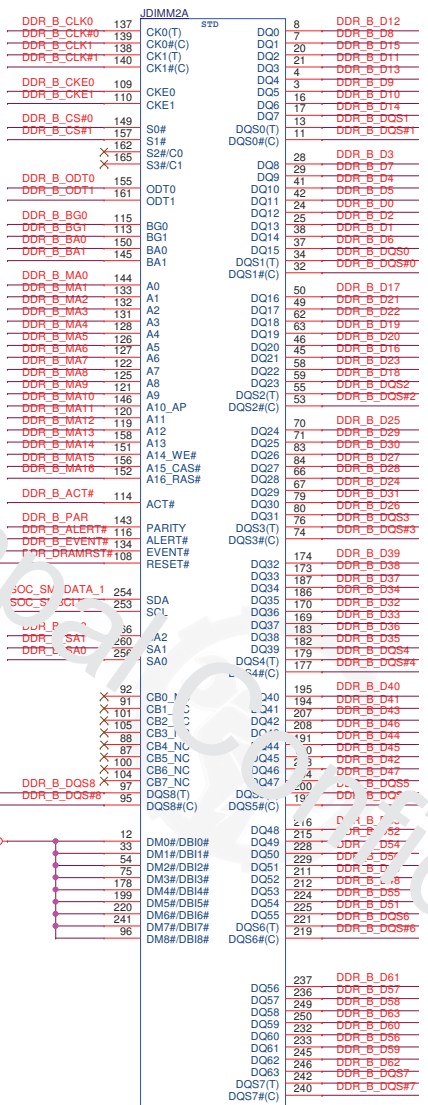 JDIMM2A
STD
DDR_B_CLK0 137 CK0(T)
DDR_B_CLK#0 139 CK0#(C)
DDR_B_CLK1 138 CK1(T)
DDR_B_CLK#1 140 CK1#(C)
DDR_B_CKE0 109 CKE0
DDR_B_CKE1 110 CKE1
DDR_B_CS#0 149 S0#
DDR_B_CS#1 157 S1#
162 S2#/C0
165 S3#/C1
DDR_B_ODT0 155 ODT0
DDR_B_ODT1 161 ODT1
DDR_B_BG0 115 BG0
DDR_B_BG1 113 BG1
DDR_B_BA0 150 BA0
DDR_B_BA1 145 BA1
DDR_B_MA0 144 A0
DDR_B_MA1 133 A1
DDR_B_MA2 132 A2
DDR_B_MA3 131 A3
DDR_B_MA4 128 A4
DDR_B_MA5 126 A5
DDR_B_MA6 127 A6
DDR_B_MA7 122 A7
DDR_B_MA8 125 A8
DDR_B_MA9 121 A9
DDR_B_MA10 146 A10_AP
DDR_B_MA11 120 A11
DDR_B_MA12 119 A12
DDR_B_MA13 158 A13
DDR_B_MA14 151 A14_WE#
DDR_B_MA15 156 A15_CAS#
DDR_B_MA16 152 A16_RAS#
DDR_B_ACT# 114 ACT#
DDR_B_PAR 143 PARITY
DDR_B_ALERT# 116 ALERT#
DDR_B_EVENT# 134 EVENT#
DDR_DRAMRST# 108 RESET#
254 SDA
253 SCL
260 SA1
256 SA0
92 CB0_NC
91 CB1_NC
101 CB2_NC
105 CB3_NC
88 CB4_NC
87 CB5_NC
100 CB6_NC
104 CB7_NC
DDR_B_DQS8 97 DQS8(T)
DDR_B_DQS#8 95 DQS8#(C)
12 DM0#/DBI0#
33 DM1#/DBI1#
54 DM2#/DBI2#
75 DM3#/DBI3#
178 DM4#/DBI4#
199 DM5#/DBI5#
220 DM6#/DBI6#
241 DM7#/DBI7#
96 DM8#/DBI8#
DQ0 8 DDR_B_D12
DQ1 7 DDR_B_D8
DQ2 20 DDR_B_D15
DQ3 21 DDR_B_D11
DQ4 4 DDR_B_D13
DQ5 3 DDR_B_D9
DQ6 16 DDR_B_D10
DQ7 17 DDR_B_D14
DQS0(T) 13 DDR_B_DQS1
DQS0#(C) 11 DDR_B_DQS#1
DQ8 28 DDR_B_D3
DQ9 29 DDR_B_D7
DQ10 41 DDR_B_D4
DQ11 42 DDR_B_D5
DQ12 24 DDR_B_D0
DQ13 25 DDR_B_D2
DQ14 38 DDR_B_D1
DQ15 37 DDR_B_D6
DQS1(T) 34 DDR_B_DQS0
DQS1#(C) 32 DDR_B_DQS#0
DQ16 50 DDR_B_D17
DQ17 49 DDR_B_D21
DQ18 62 DDR_B_D22
DQ19 63 DDR_B_D19
DQ20 46 DDR_B_D20
DQ21 45 DDR_B_D16
DQ22 58 DDR_B_D23
DQ23 59 DDR_B_D18
DQS2(T) 55 DDR_B_DQS2
DQS2#(C) 53 DDR_B_DQS#2
DQ24 70 DDR_B_D25
DQ25 71 DDR_B_D29
DQ26 83 DDR_B_D30
DQ27 84 DDR_B_D27
DQ28 66 DDR_B_D28
DQ29 67 DDR_B_D24
DQ30 79 DDR_B_D31
DQ31 80 DDR_B_D26
DQS3(T) 76 DDR_B_DQS3
DQS3#(C) 74 DDR_B_DQS#3
DQ32 174 DDR_B_D39
DQ33 173 DDR_B_D38
DQ34 187 DDR_B_D37
DQ35 186 DDR_B_D34
DQ36 170 DDR_B_D32
DQ37 169 DDR_B_D33
DQ38 183 DDR_B_D36
DQ39 182 DDR_B_D35
DQS4(T) 179 DDR_B_DQS4
177 DDR_B_DQS#4
DQ40 195 DDR_B_D40
DQ41 194 DDR_B_D41
DQ42 207 DDR_B_D43
208 DDR_B_D46
DQ44 191 DDR_B_D44
DQ45 DDR_B_D45
DQ46 DDR_B_D42
DQ47 DDR_B_D47
200 DDR_B_DQS5
DQS5#(C)
DQ48 216
DQ49 215
DQ50 228 DDR_B_D54
DQ51 229
DQ52 211
DQ53 212
DQ54 224 DDR_B_D55
DQ55 225 DDR_B_D51
DQS6(T) 221 DDR_B_DQS6
DQS6#(C) 219 DDR_B_DQS#6
DQ56 237 DDR_B_D61
DQ57 236 DDR_B_D57
DQ58 249 DDR_B_D58
DQ59 250 DDR_B_D63
DQ60 232 DDR_B_D60
DQ61 233 DDR_B_D56
DQ62 245 DDR_B_D59
DQ63 246 DDR_B_D62
DQS7(T) 242 DDR_B_DQS7
DQS7#(C) 240 DDR_B_DQS#7